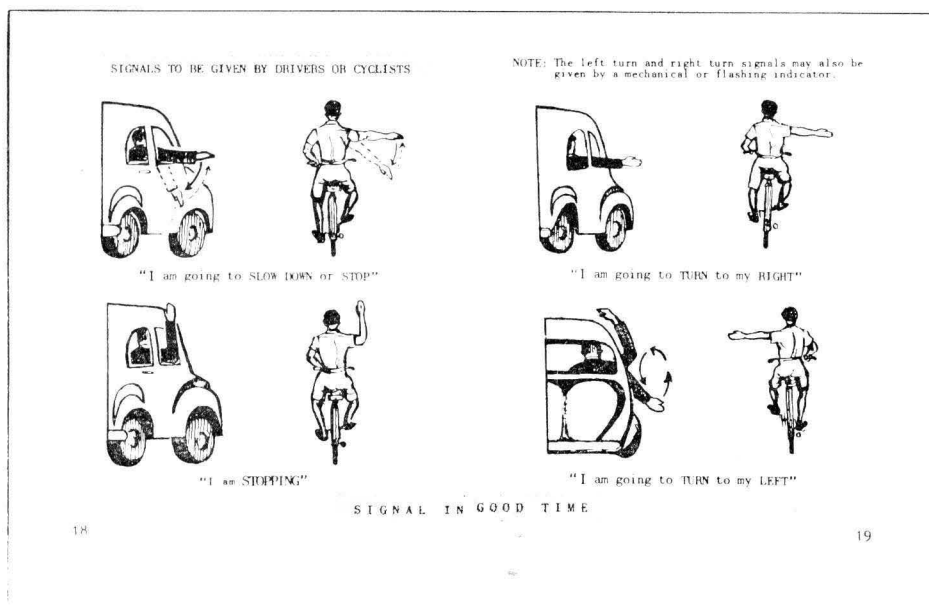 SIGNALS TO BE GIVEN BY DRIVERS OR CYCLISTS
"I am going to SLOW DOWN or STOP"
"I am STOPPING"
NOTE: The left turn and right turn signals may also be
given by a mechanical or flashing indicator.
"I am going to TURN to my RIGHT"
"I am going to TURN to my LEFT"
SIGNAL IN GOOD TIME
18
19